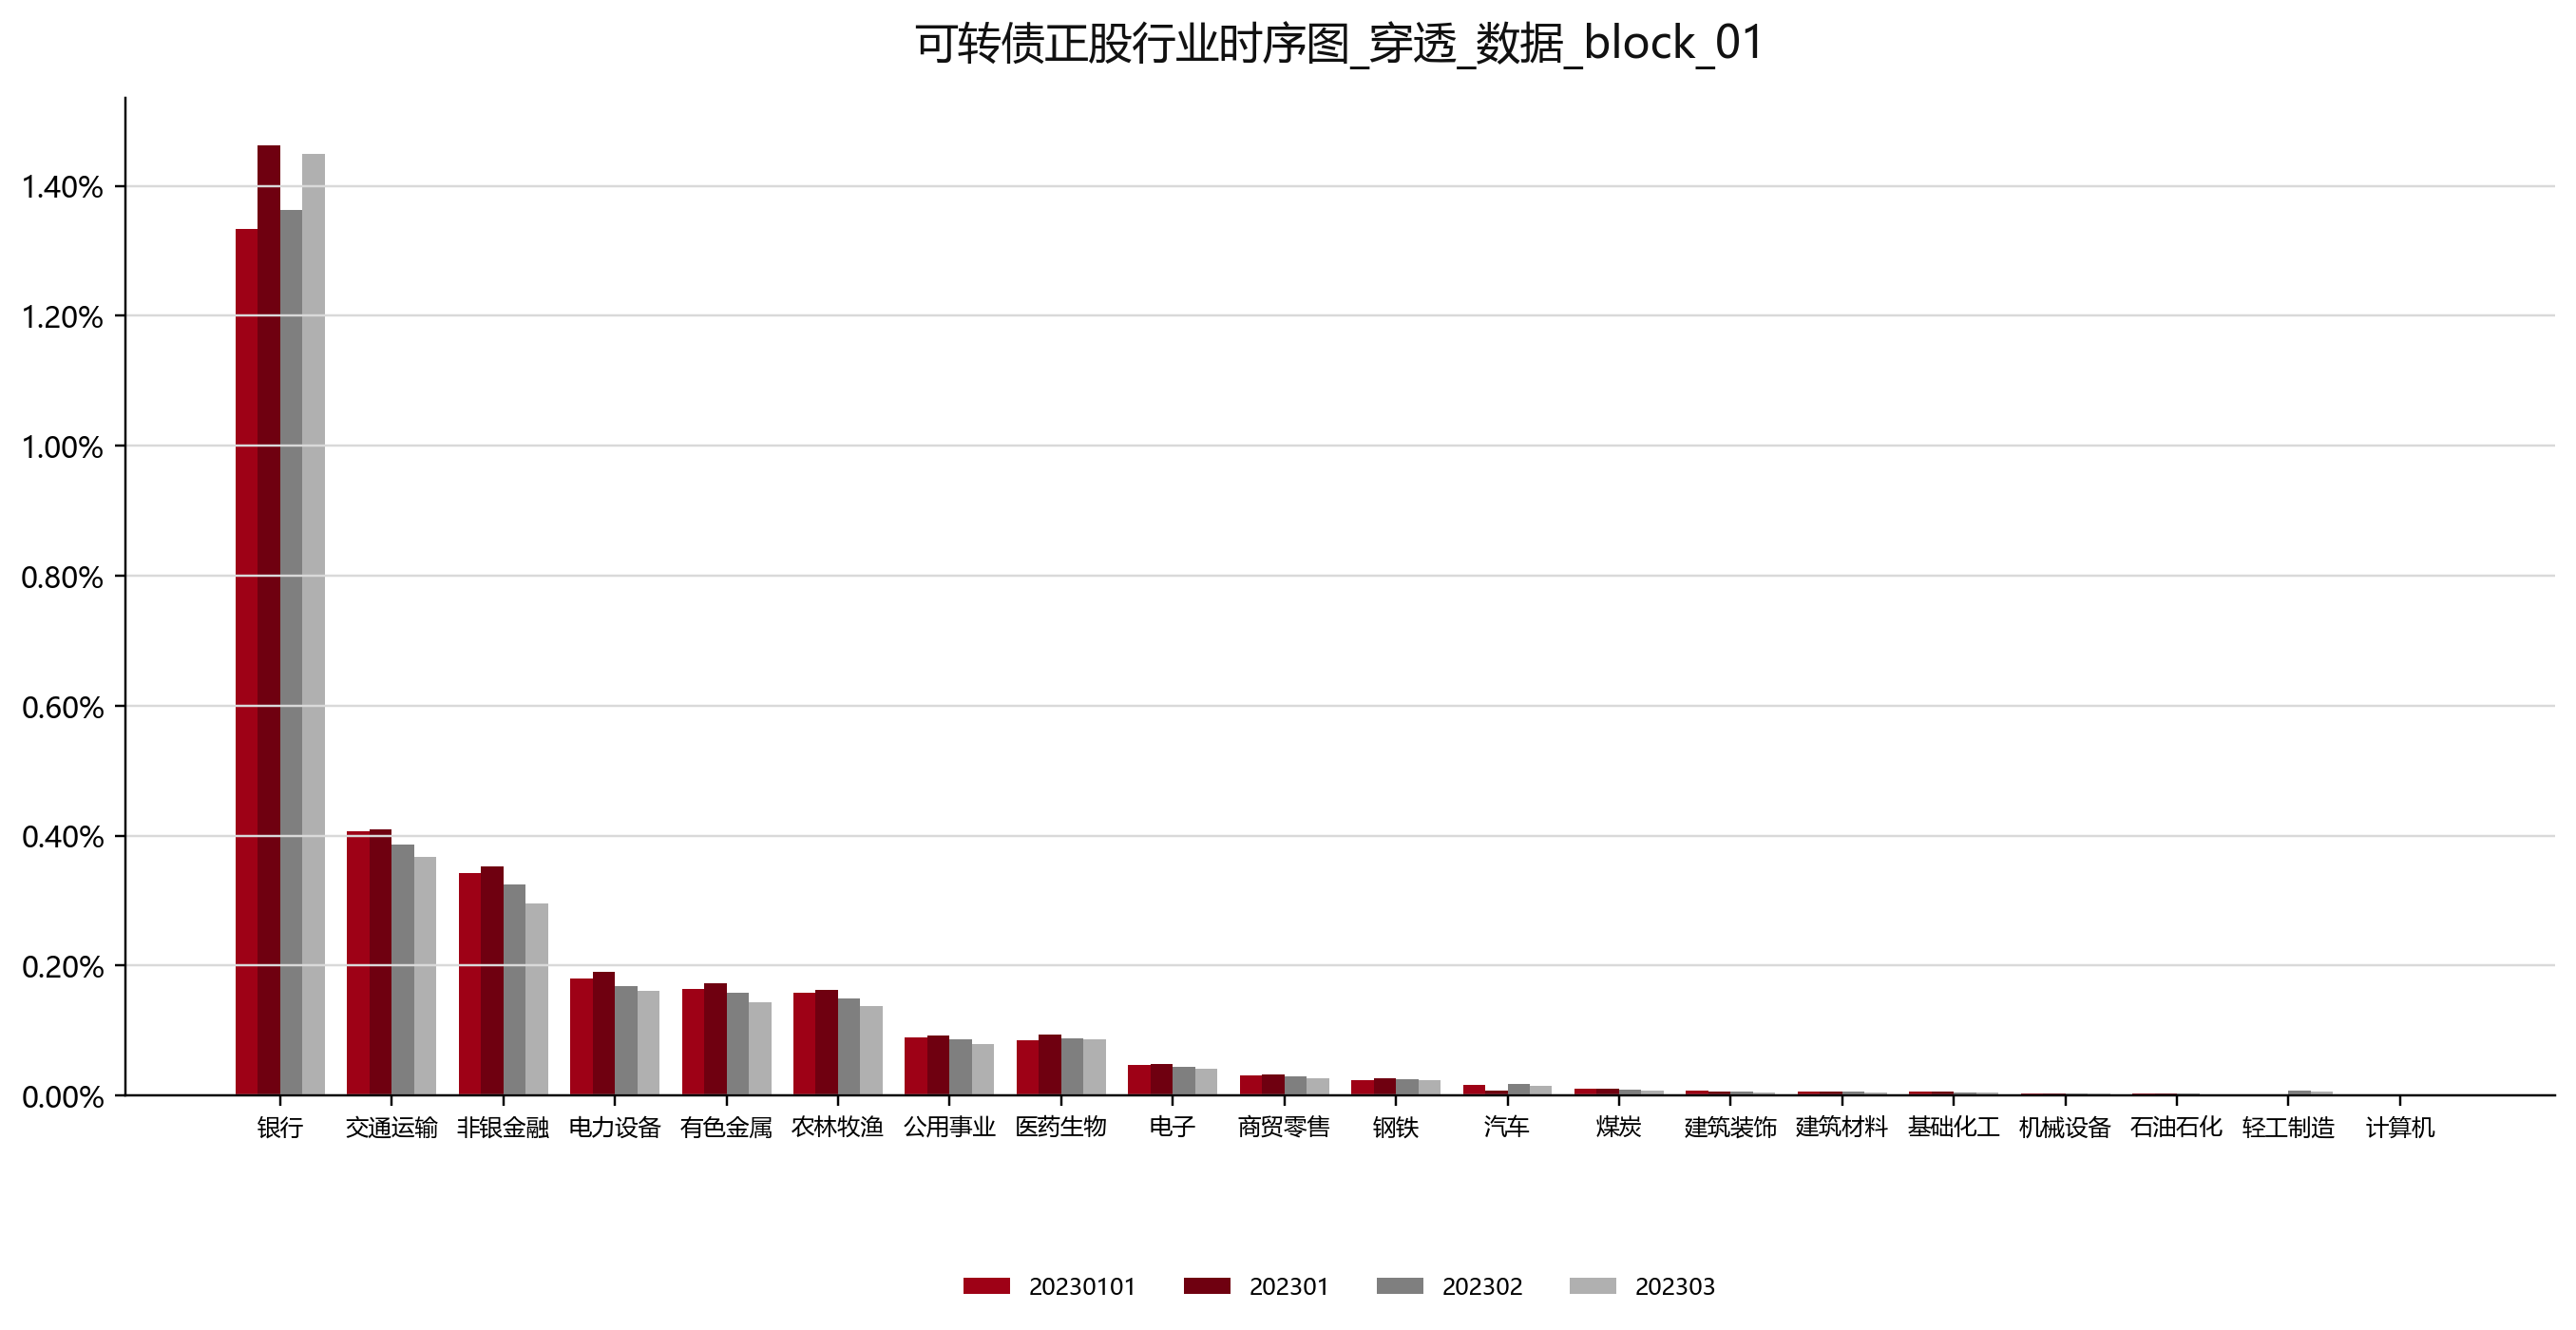 可转债正股行业时序图_穿透_数据_block_01
1.40%
1.20%
1.00%
0.80%
0.60%
0.40%
0.20%
0.00%
银行 交通运输 非银金融 电力设备 有色金属 农林牧渔 公用事业 医药生物 电子 商贸零售 钢铁 汽车 煤炭 建筑装饰 建筑材料 基础化工 机械设备 石油石化 轻工制造 计算机
20230101 202301 202302 202303